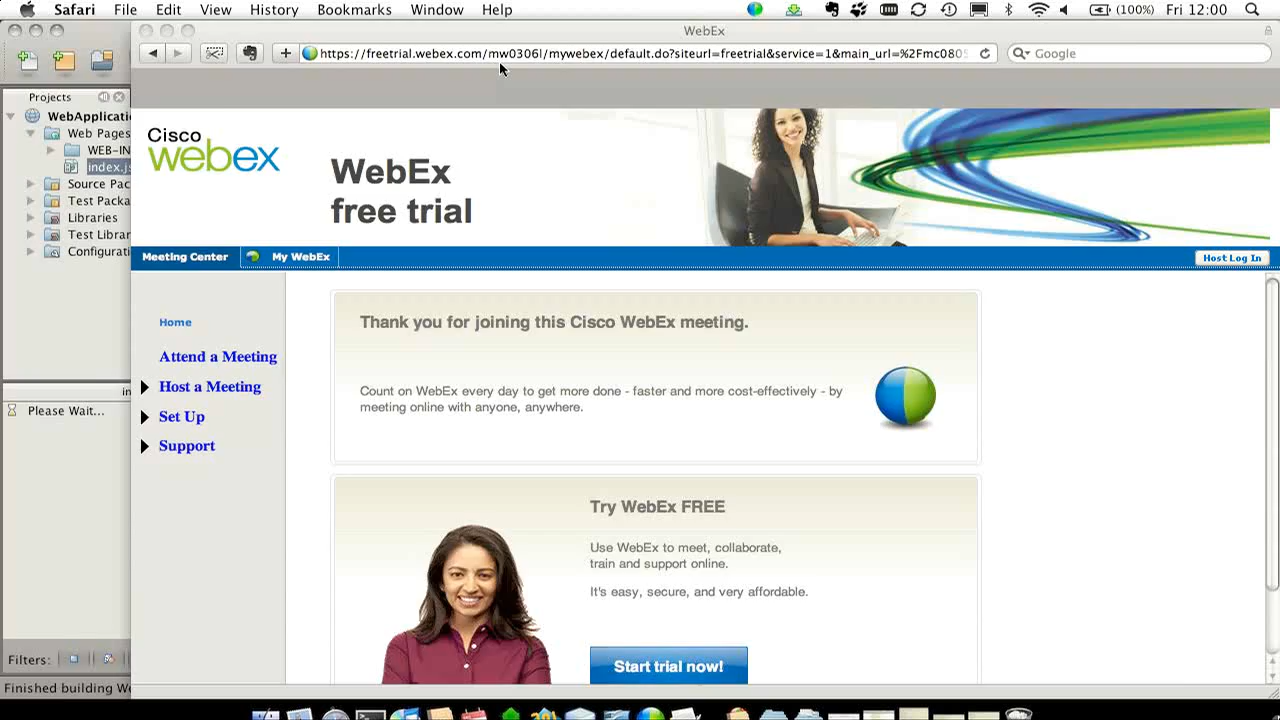 Safari File Edit View History Bookmarks Window Help (100%) Fri 12:00
WebEx
https://freetrial.webex.com/mw0306l/mywebex/default.do?siteurl=freetrial&service=1&main_url=%2Fmc0805
Google
Projects
WebApplicati
Web Pages
WEB-IN
index.js
Source Pac
Test Packa
Libraries
Test Librar
Configurati
in
Please Wait...
Filters:
Finished building We
Cisco
webex
WebEx
free trial
Meeting Center My WebEx Host Log In
Home
Attend a Meeting
Host a Meeting
Set Up
Support
Thank you for joining this Cisco WebEx meeting.
Count on WebEx every day to get more done - faster and more cost-effectively - by
meeting online with anyone, anywhere.
Try WebEx FREE
Use WebEx to meet, collaborate,
train and support online.
It's easy, secure, and very affordable.
Start trial now!